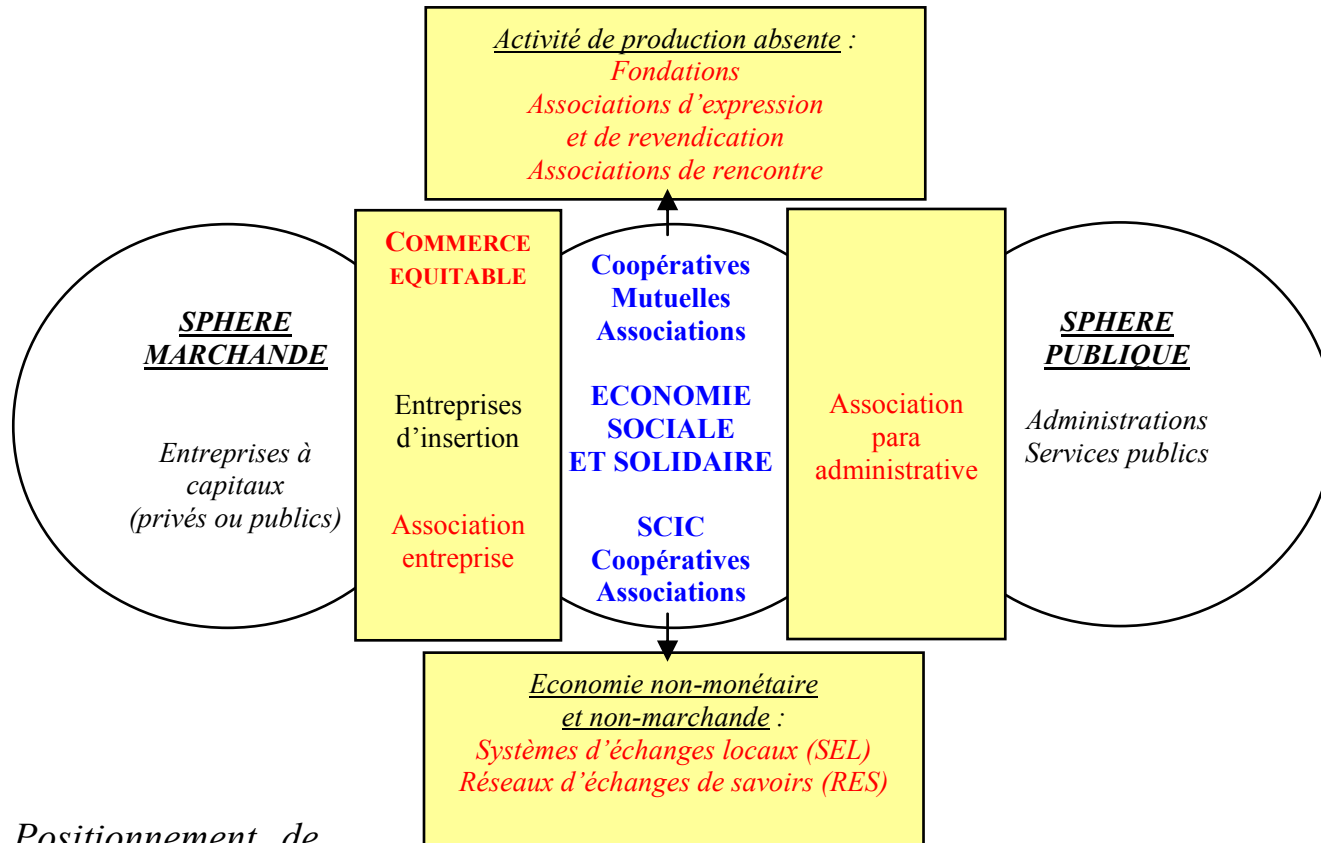 Activité de production absente :
Fondations
Associations d’expression
et de revendication
Associations de rencontre
SPHERE
MARCHANDE
Entreprises à
capitaux
(privés ou publics)
COMMERCE
EQUITABLE
Entreprises
d’insertion
Association
entreprise
Coopératives
Mutuelles
Associations
ECONOMIE
SOCIALE
ET SOLIDAIRE
SCIC
Coopératives
Associations
Association
para
administrative
SPHERE
PUBLIQUE
Administrations
Services publics
Economie non-monétaire
et non-marchande :
Systèmes d’échanges locaux (SEL)
Réseaux d’échanges de savoirs (RES)
Positionnement de